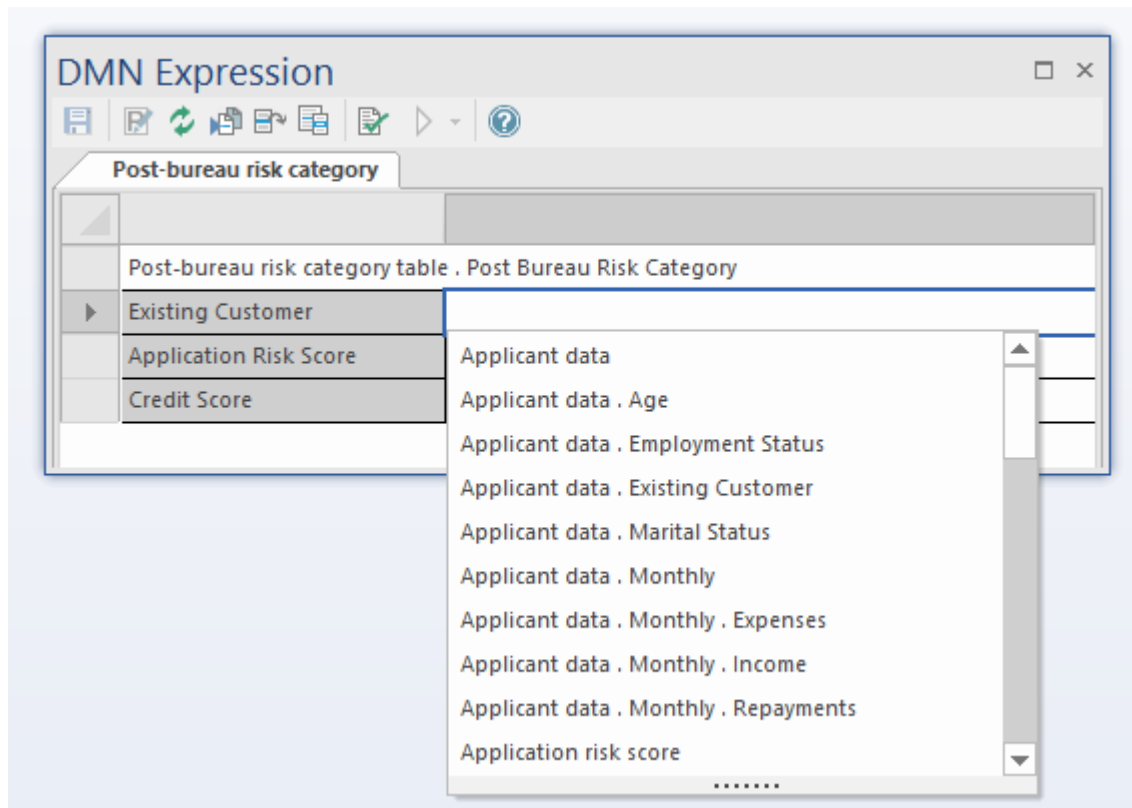 DMN Expression
Post-bureau risk category
Post-bureau risk category table . Post Bureau Risk Category
Existing Customer
Application Risk Score
Credit Score
Applicant data
Applicant data . Age
Applicant data . Employment Status
Applicant data . Existing Customer
Applicant data . Marital Status
Applicant data . Monthly
Applicant data . Monthly . Expenses
Applicant data . Monthly . Income
Applicant data . Monthly . Repayments
Application risk score